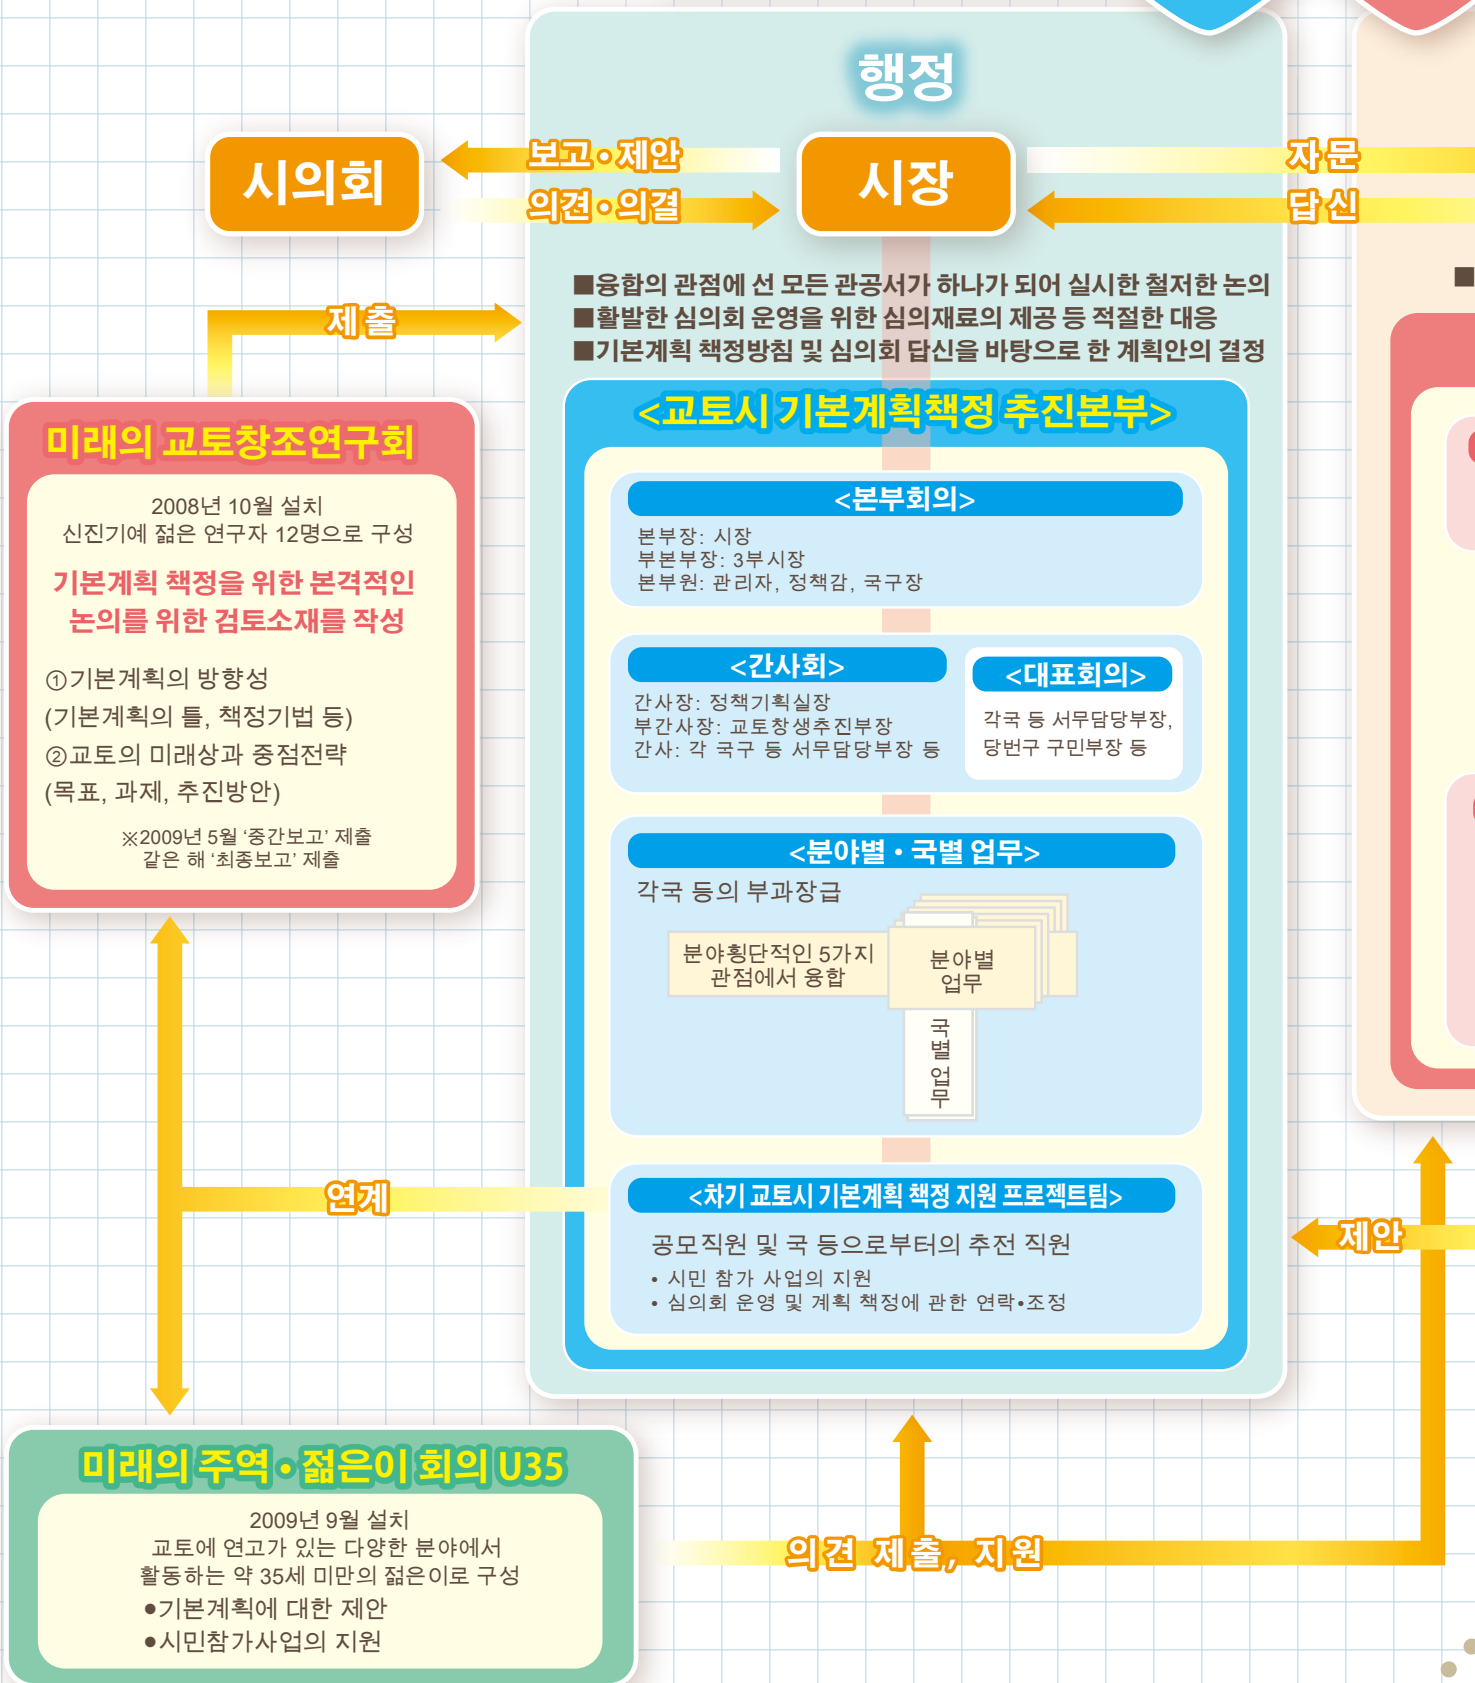 행정
시의회
보고•제안
의견•의결
시장
자문
답신
■융합의 관점에 선 모든 관공서가 하나가 되어 실시한 철저한 논의
■활발한 심의회 운영을 위한 심의재료의 제공 등 적절한 대응
■기본계획 책정방침 및 심의회 답신을 바탕으로 한 계획안의 결정
■
제출
미래의 교토창조연구회
2008년 10월 설치
신진기예 젊은 연구자 12명으로 구성
기본계획 책정을 위한 본격적인
논의를 위한 검토소재를 작성
①기본계획의 방향성
(기본계획의 틀, 책정기법 등)
②교토의 미래상과 중점전략
(목표, 과제, 추진방안)
※2009년 5월 ‘중간보고’ 제출
같은 해 ‘최종보고’ 제출
<교토시 기본계획책정 추진본부>
<본부회의>
본부장: 시장
부본부장: 3부시장
본부원: 관리자, 정책감, 국구장
<간사회>
간사장: 정책기획실장
부간사장: 교토창생추진부장
간사: 각 국구 등 서무담당부장 등
<대표회의>
각국 등 서무담당부장,
당번구 구민부장 등
<분야별・국별 업무>
각국 등의 부과장급
분야횡단적인 5가지
관점에서 융합
분야별
업무
국별 업무
<차기 교토시 기본계획 책정 지원 프로젝트팀>
공모직원 및 국 등으로부터의 추전 직원
• 시민 참가 사업의 지원
• 심의회 운영 및 계획 책정에 관한 연락•조정
연계
제안
미래의 주역•젊은이 회의 U35
2009년 9월 설치
교토에 연고가 있는 다양한 분야에서
활동하는 약 35세 미만의 젊은이로 구성
●기본계획에 대한 제안
●시민참가사업의 지원
의견 제출, 지원